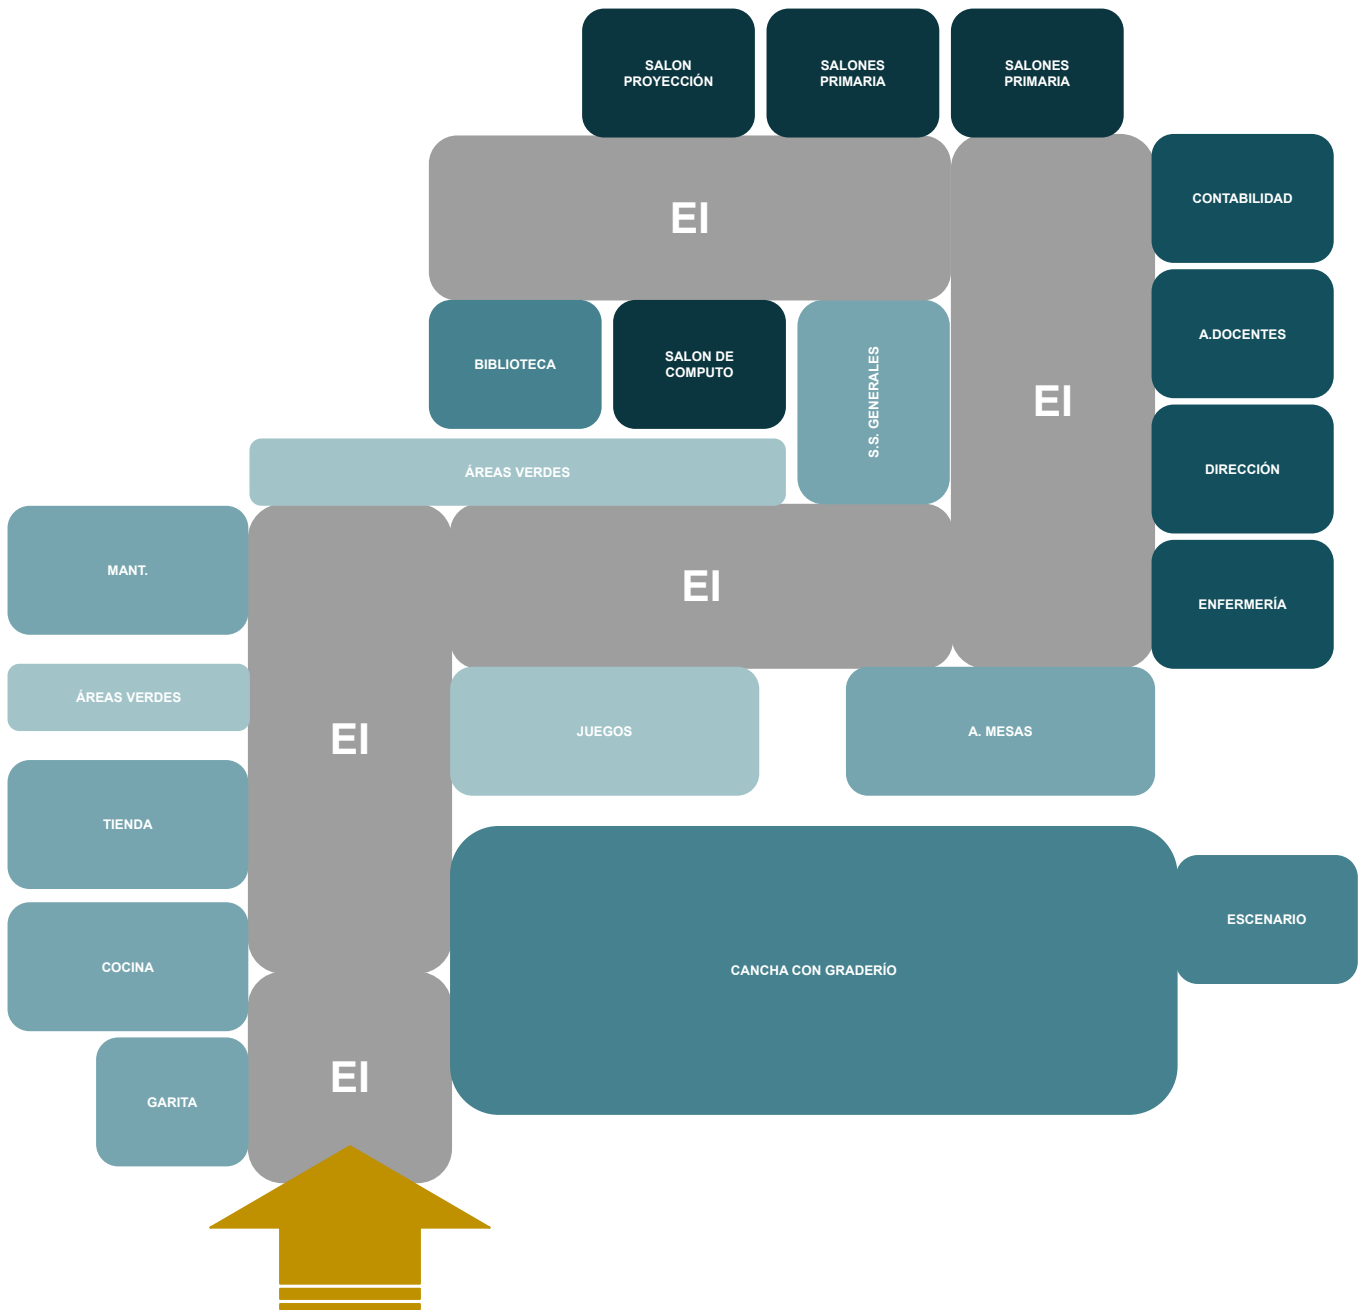 SALON
PROYECCIÓN
SALONES
PRIMARIA
SALONES
PRIMARIA
EI
CONTABILIDAD
A.DOCENTES
BIBLIOTECA
SALON DE
COMPUTO
S.S. GENERALES
EI
DIRECCIÓN
ÁREAS VERDES
MANT.
EI
ENFERMERÍA
ÁREAS VERDES
EI
JUEGOS
A. MESAS
TIENDA
COCINA
CANCHA CON GRADERÍO
ESCENARIO
GARITA
EI